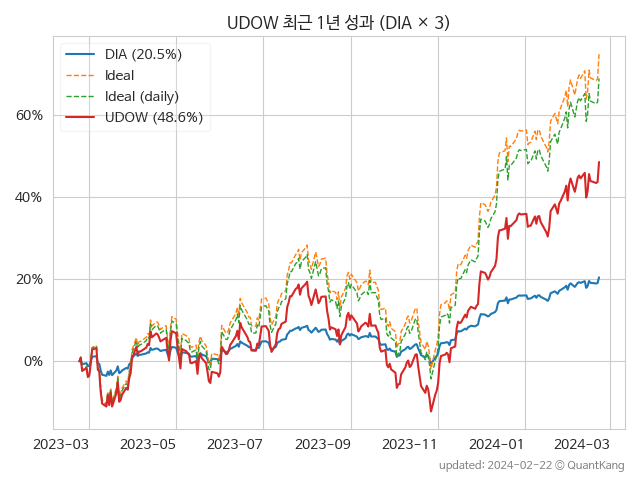 UDOW 최근 1년 성과 (DIA × 3)
DIA (20.5%)
Ideal
Ideal (daily)
UDOW (48.6%)
60%
40%
20%
0%
2023-03 2023-05 2023-07 2023-09 2023-11 2024-01 2024-03
updated: 2024-02-22 © QuantKang